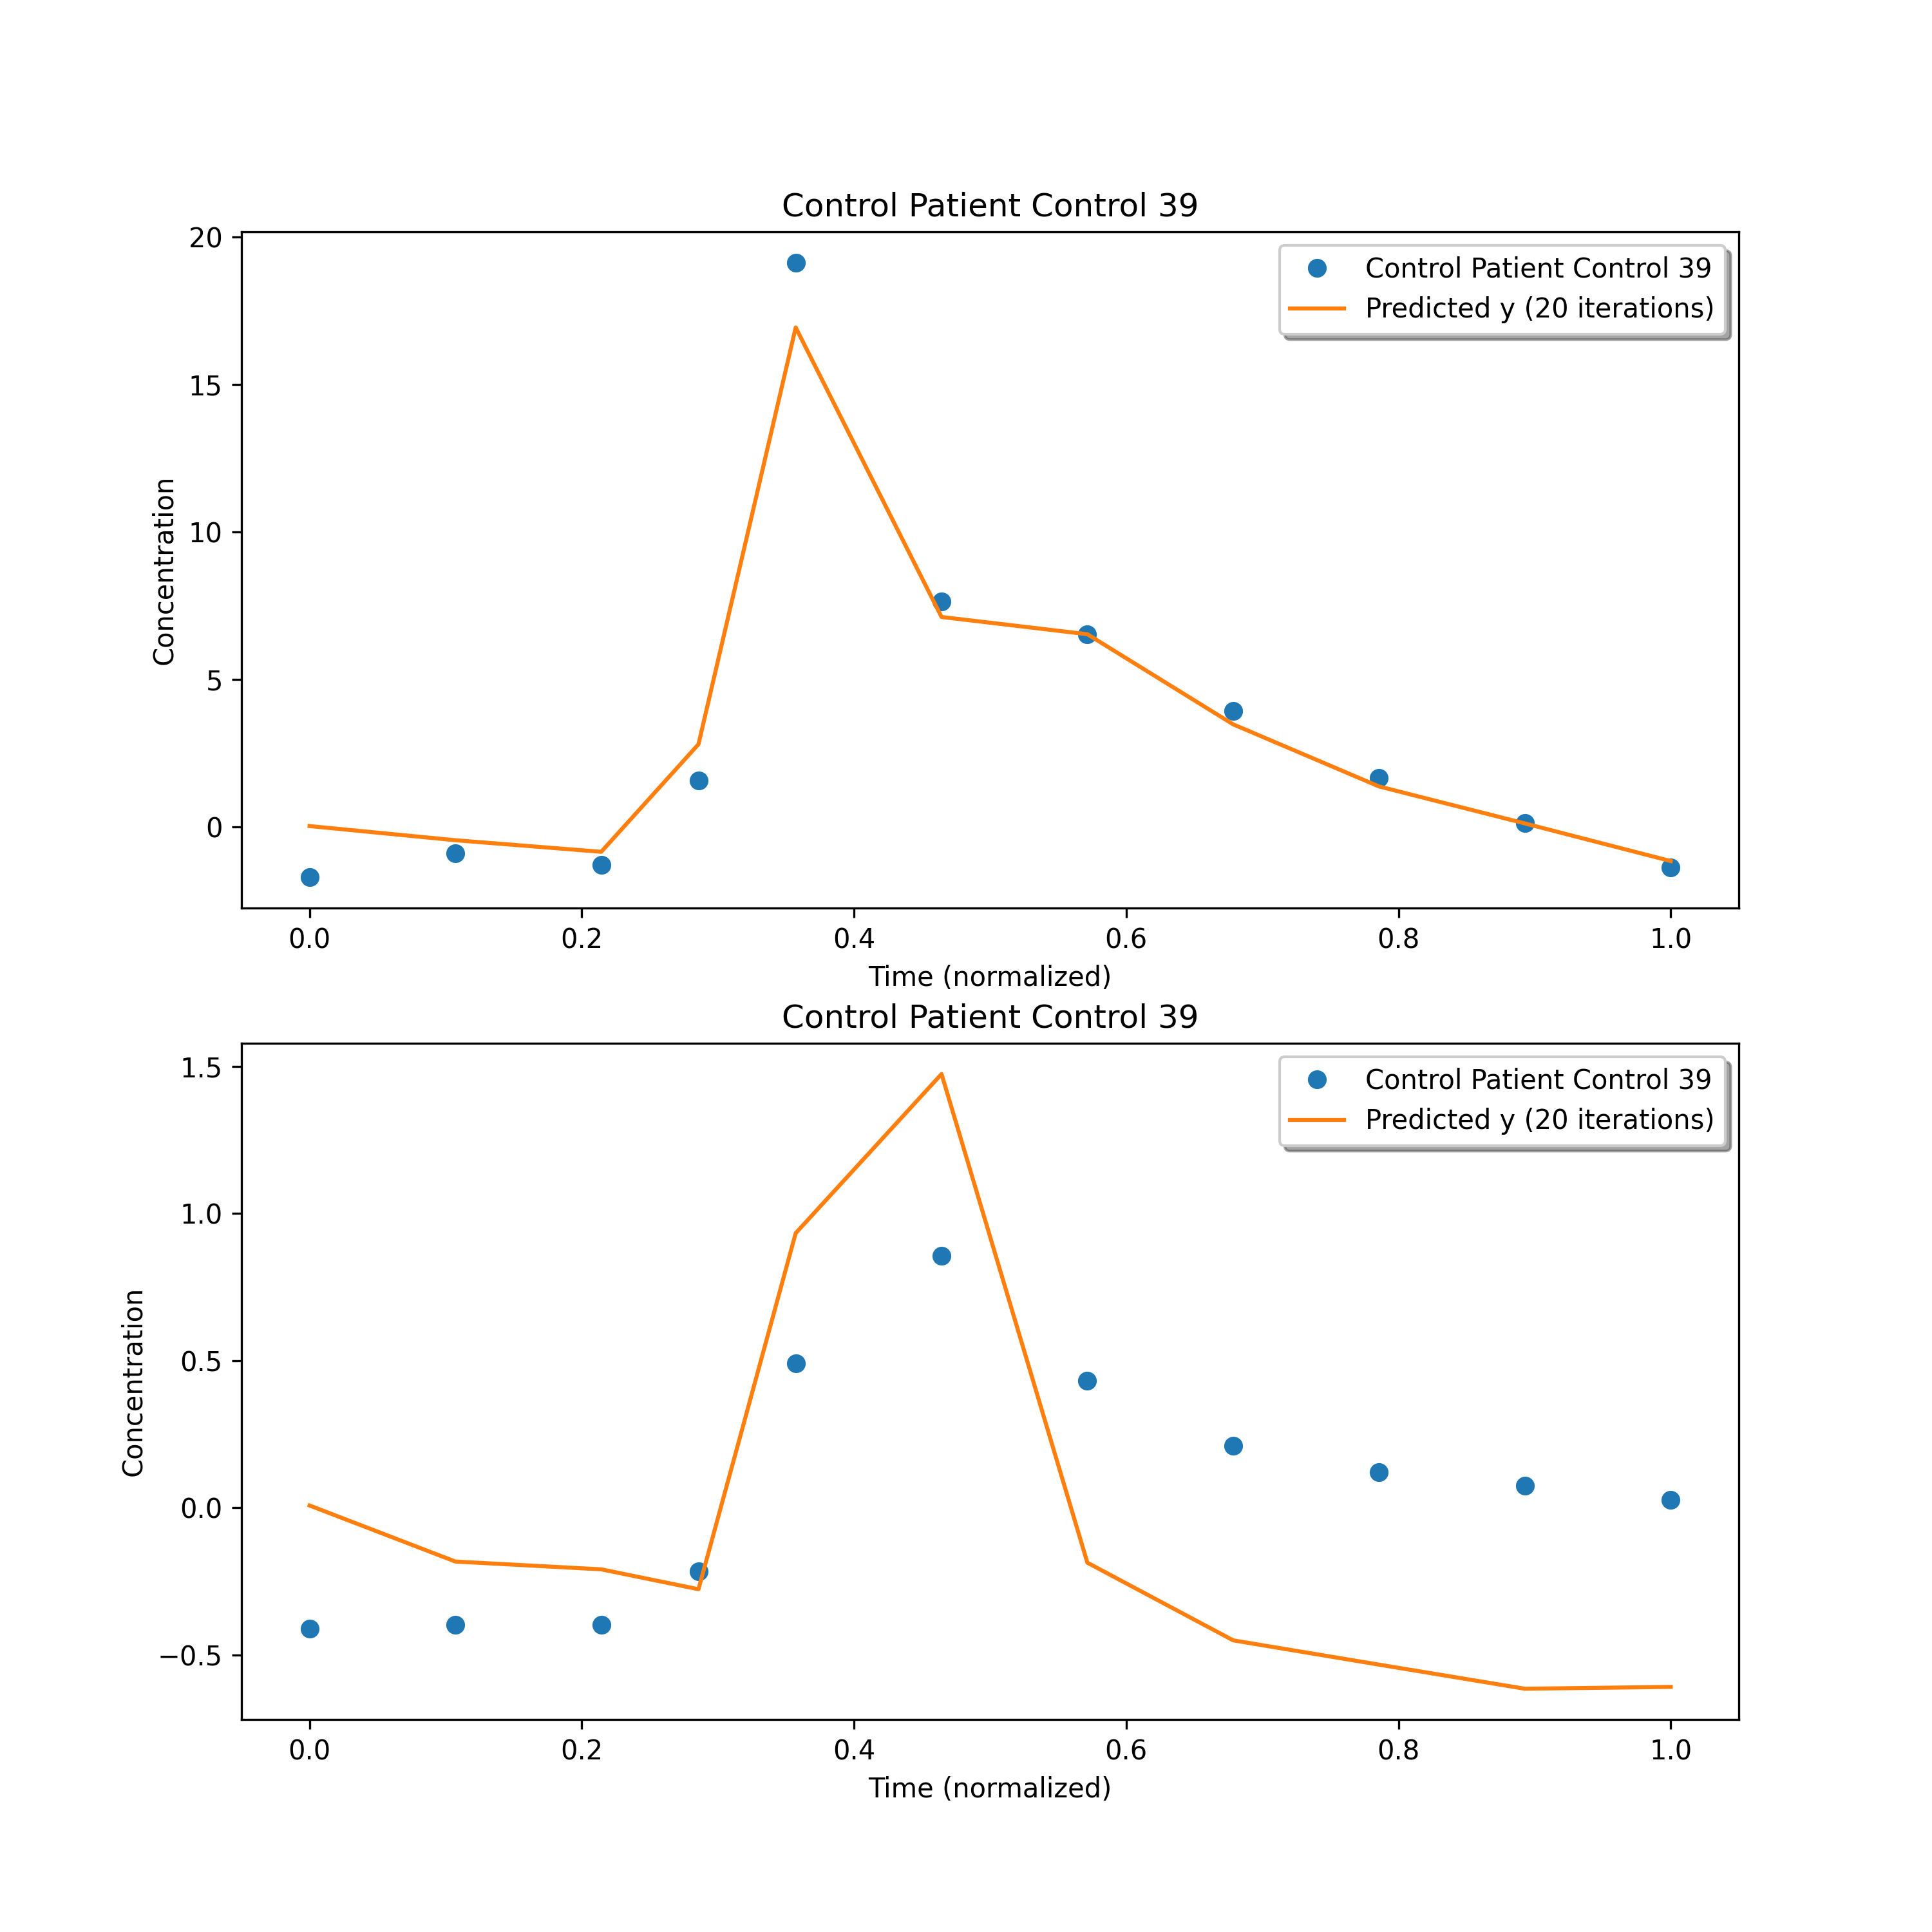 Control Patient Control 39
Control Patient Control 39
Predicted y (20 iterations)
20
15
10
5
0
Concentration
0.0 0.2 0.4 0.6 0.8 1.0
Time (normalized)
Control Patient Control 39
Control Patient Control 39
Predicted y (20 iterations)
1.5
1.0
0.5
0.0
−0.5
Concentration
0.0 0.2 0.4 0.6 0.8 1.0
Time (normalized)